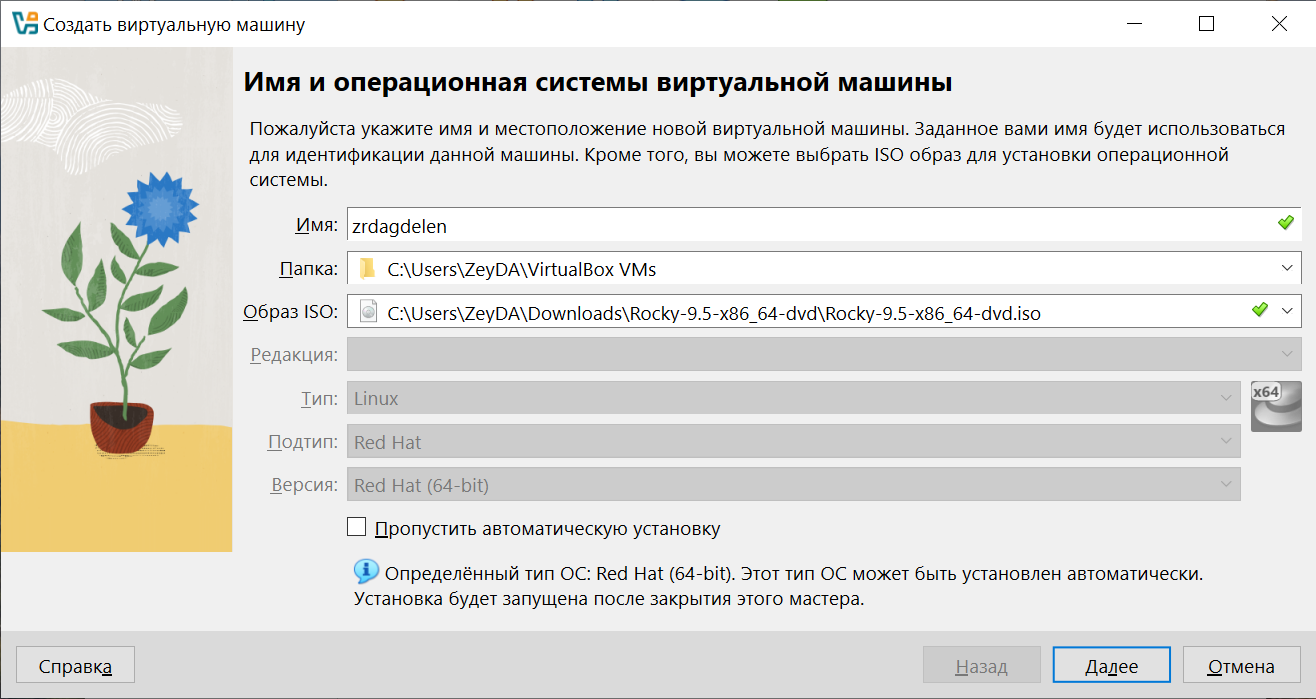 Создать виртуальную машину
Имя и операционная системы виртуальной машины
Пожалуйста укажите имя и местоположение новой виртуальной машины. Заданное вами имя будет использоваться
для идентификации данной машины. Кроме того, вы можете выбрать ISO образ для установки операционной
системы.
Имя: zrdagdelen
Папка: C:\Users\ZeyDA\VirtualBox VMs
Образ ISO: C:\Users\ZeyDA\Downloads\Rocky-9.5-x86_64-dvd\Rocky-9.5-x86_64-dvd.iso
Редакция:
Тип: Linux x64
Подтип: Red Hat
Версия: Red Hat (64-bit)
Пропустить автоматическую установку
Определённый тип ОС: Red Hat (64-bit). Этот тип ОС может быть установлен автоматически.
Установка будет запущена после закрытия этого мастера.
Справка Назад Далее Отмена